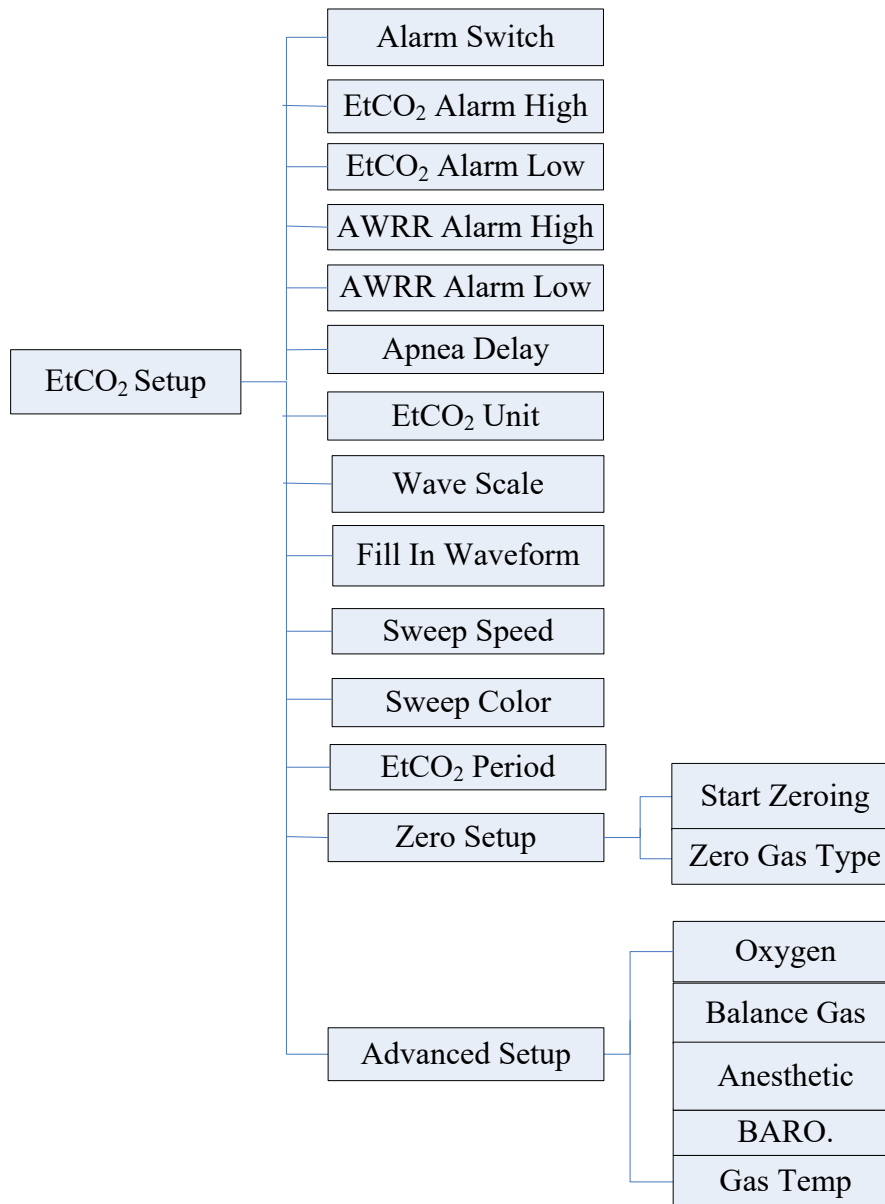 Alarm Switch
EtCO₂ Alarm High
EtCO₂ Alarm Low
AWRR Alarm High
AWRR Alarm Low
Apnea Delay
EtCO₂ Setup
EtCO₂ Unit
Wave Scale
Fill In Waveform
Sweep Speed
Sweep Color
EtCO₂ Period
Zero Setup
Start Zeroing
Zero Gas Type
Advanced Setup
Oxygen
Balance Gas
Anesthetic
BARO.
Gas Temp